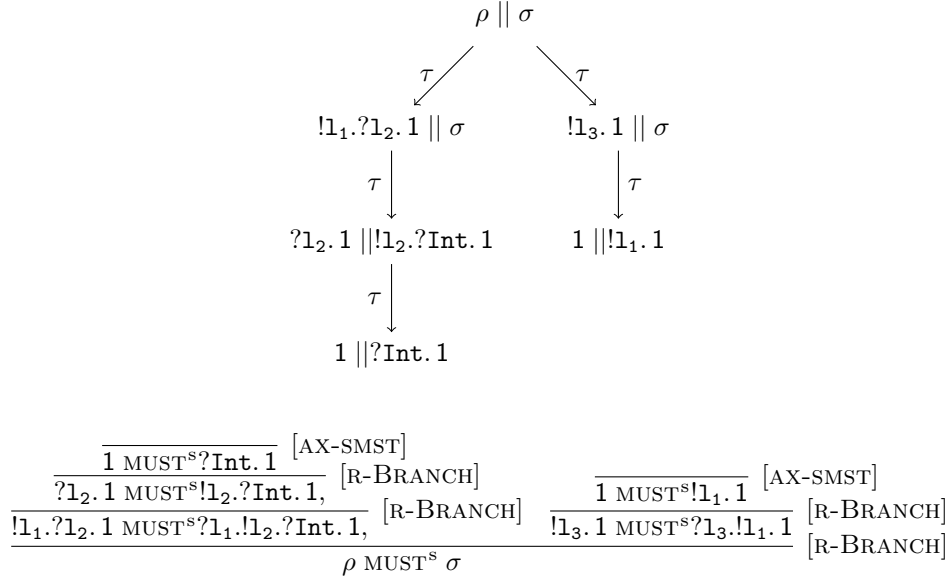 ρ || σ
τ τ
!l₁.?l₂. 1 || σ !l₃. 1 || σ
τ τ
?l₂. 1 ||!l₂.?Int. 1 1 ||!l₁. 1
τ
1 ||?Int. 1
1 MUSTˢ?Int. 1 [AX-SMST]
?l₂. 1 MUSTˢ!l₂.?Int. 1, [R-BRANCH] 1 MUSTˢ!l₁. 1 [AX-SMST]
!l₁.?l₂. 1 MUSTˢ?l₁.!l₂.?Int. 1, [R-BRANCH] !l₃. 1 MUSTˢ?l₃.!l₁. 1 [R-BRANCH]
ρ MUSTˢ σ [R-BRANCH]